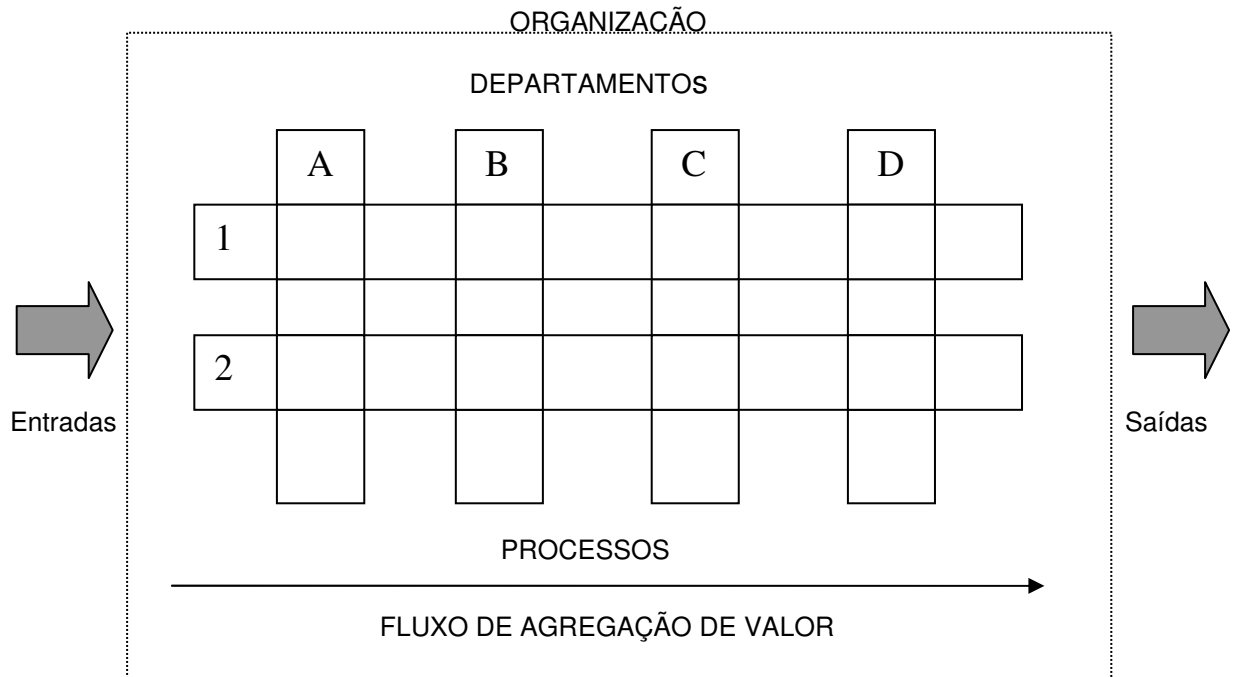 ORGANIZAÇÃO
DEPARTAMENTOs
A B C D
1
2
Entradas
Saídas
PROCESSOS
FLUXO DE AGREGAÇÃO DE VALOR